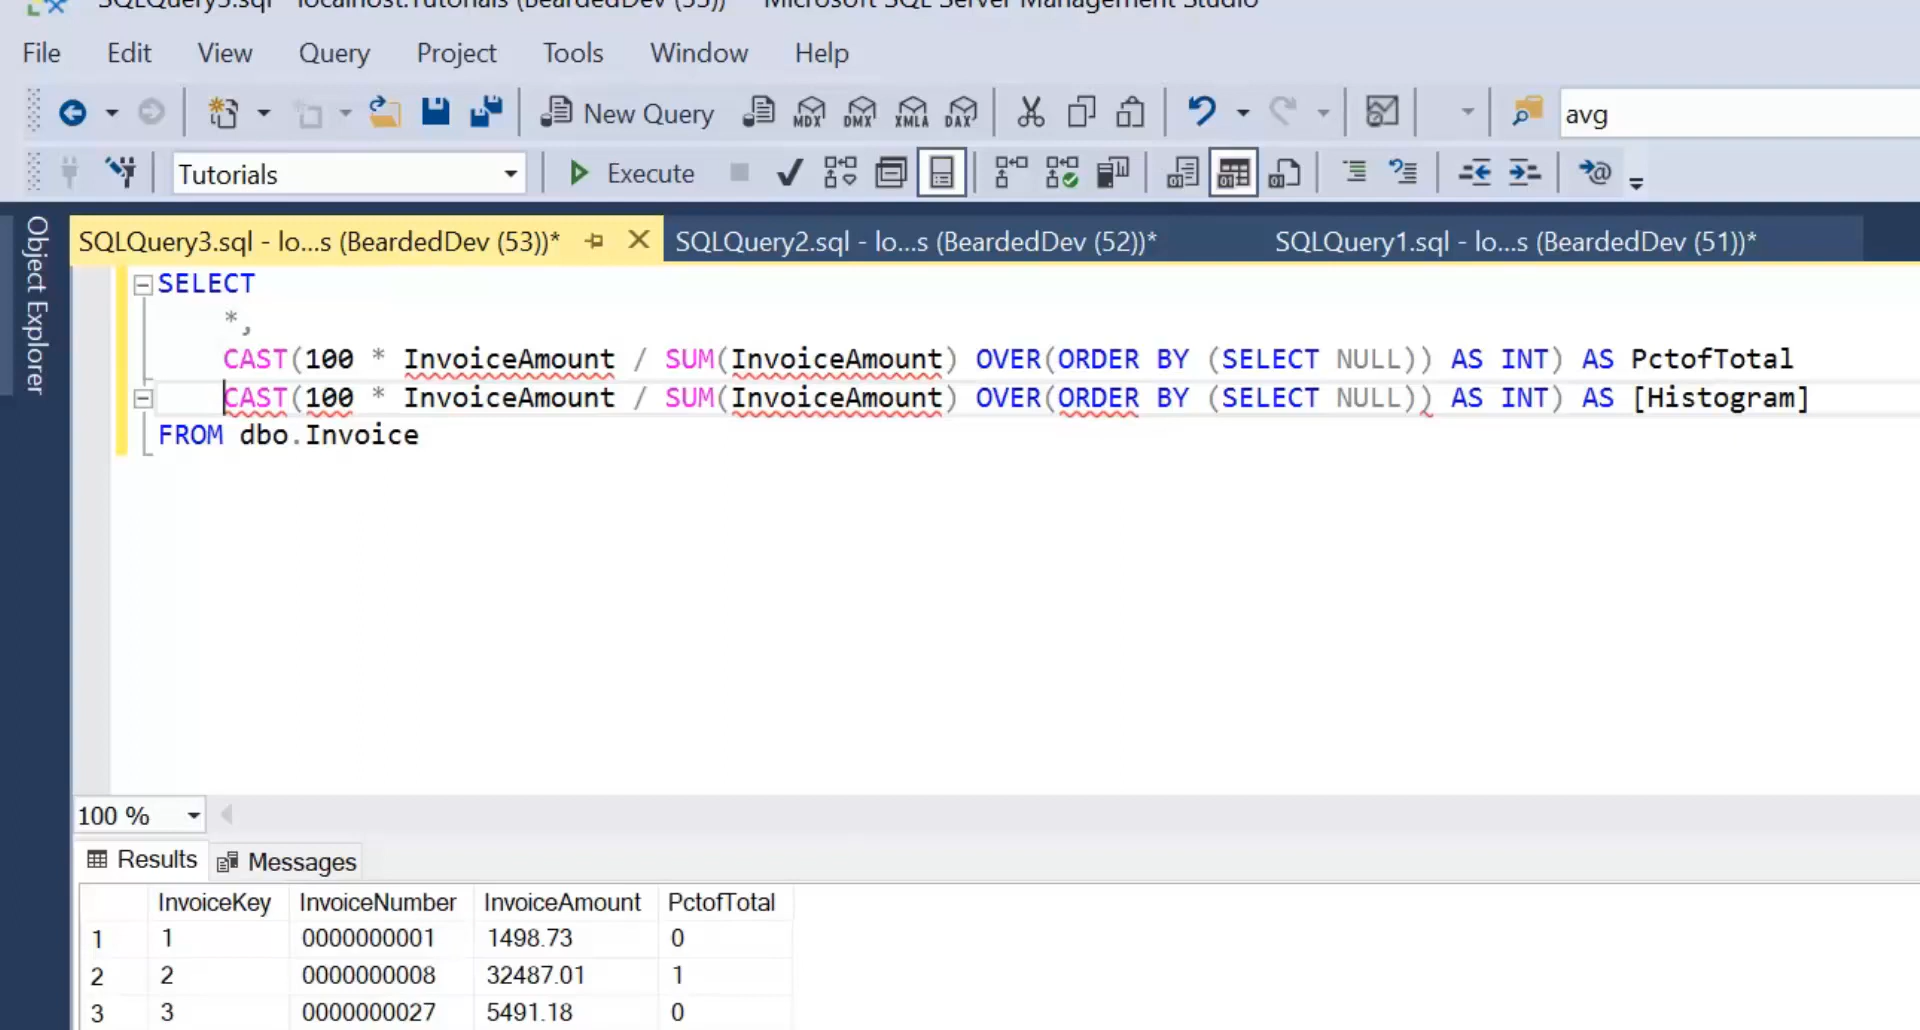 SQLQuery3.sql - localhost.Tutorials (BeardedDev (53)) - Microsoft SQL Server Management Studio
File Edit View Query Project Tools Window Help
New Query MDX DMX XMLA DAX avg
Tutorials Execute
Object Explorer
SQLQuery3.sql - lo...s (BeardedDev (53))* SQLQuery2.sql - lo...s (BeardedDev (52))* SQLQuery1.sql - lo...s (BeardedDev (51))*
SELECT
*,
CAST(100 * InvoiceAmount / SUM(InvoiceAmount) OVER(ORDER BY (SELECT NULL)) AS INT) AS PctofTotal
CAST(100 * InvoiceAmount / SUM(InvoiceAmount) OVER(ORDER BY (SELECT NULL)) AS INT) AS [Histogram]
FROM dbo.Invoice
100 %
Results Messages
InvoiceKey InvoiceNumber InvoiceAmount PctofTotal
1 1 0000000001 1498.73 0
2 2 0000000008 32487.01 1
3 3 0000000027 5491.18 0